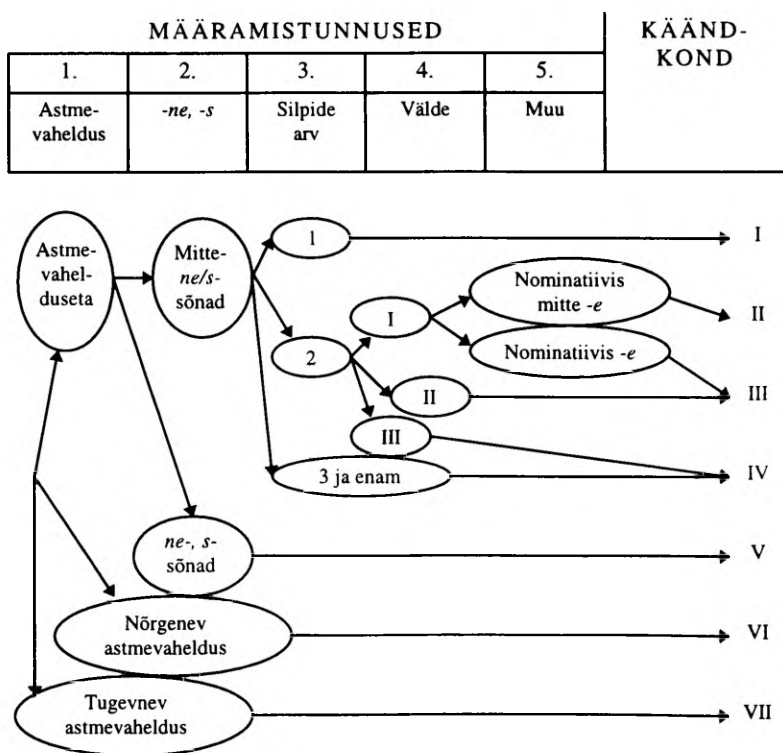 MÄÄRAMISTUNNUSED
KÄÄND-
KOND
1.
2.
3.
4.
5.
Astme-
vaheldus
-ne, -s
Silpide
arv
Välde
Muu
Astme-
vahel-
duseta
Mitte-
ne/s-
sõnad
1
I
Nominatiivis
mitte -e
II
I
2
Nominatiivis -e
II
III
III
3 ja enam
IV
ne-, s-
sõnad
V
Nõrgenev
astmevaheldus
VI
Tugevnev
astmevaheldus
VII